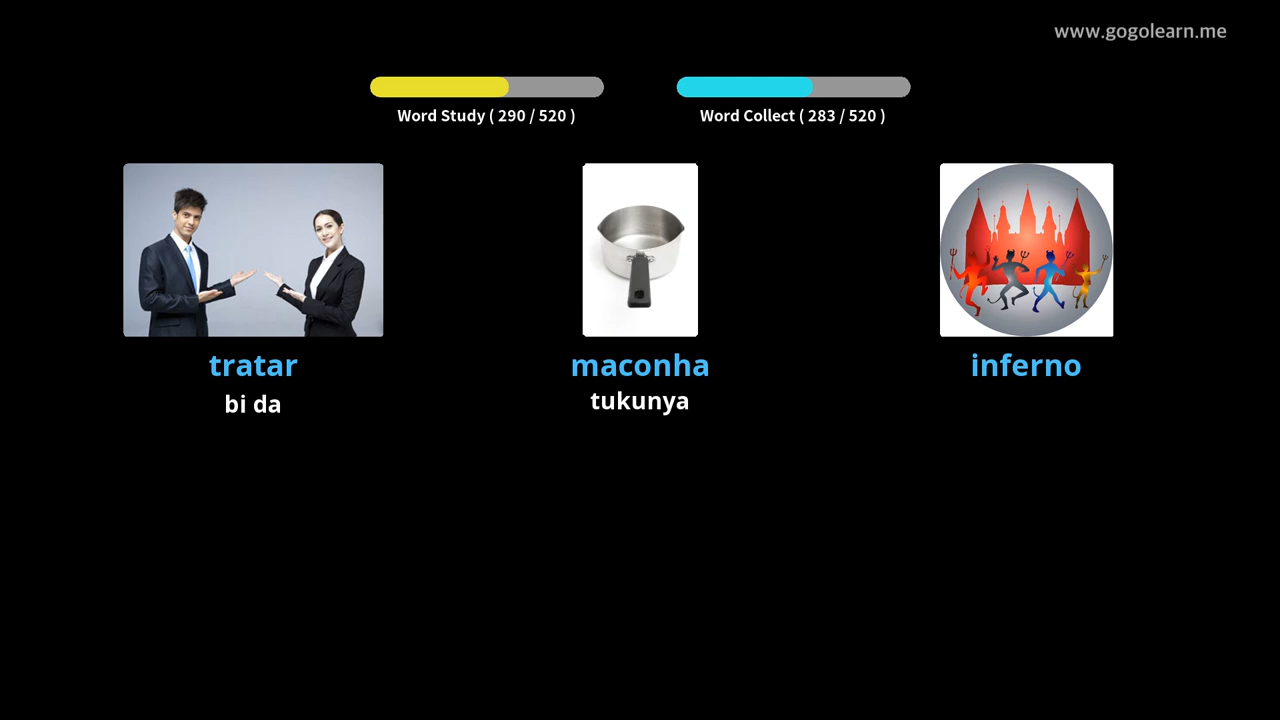 www.gogolearn.me
Word Study ( 290 / 520 )
Word Collect ( 283 / 520 )
tratar
maconha
inferno
bi da
tukunya